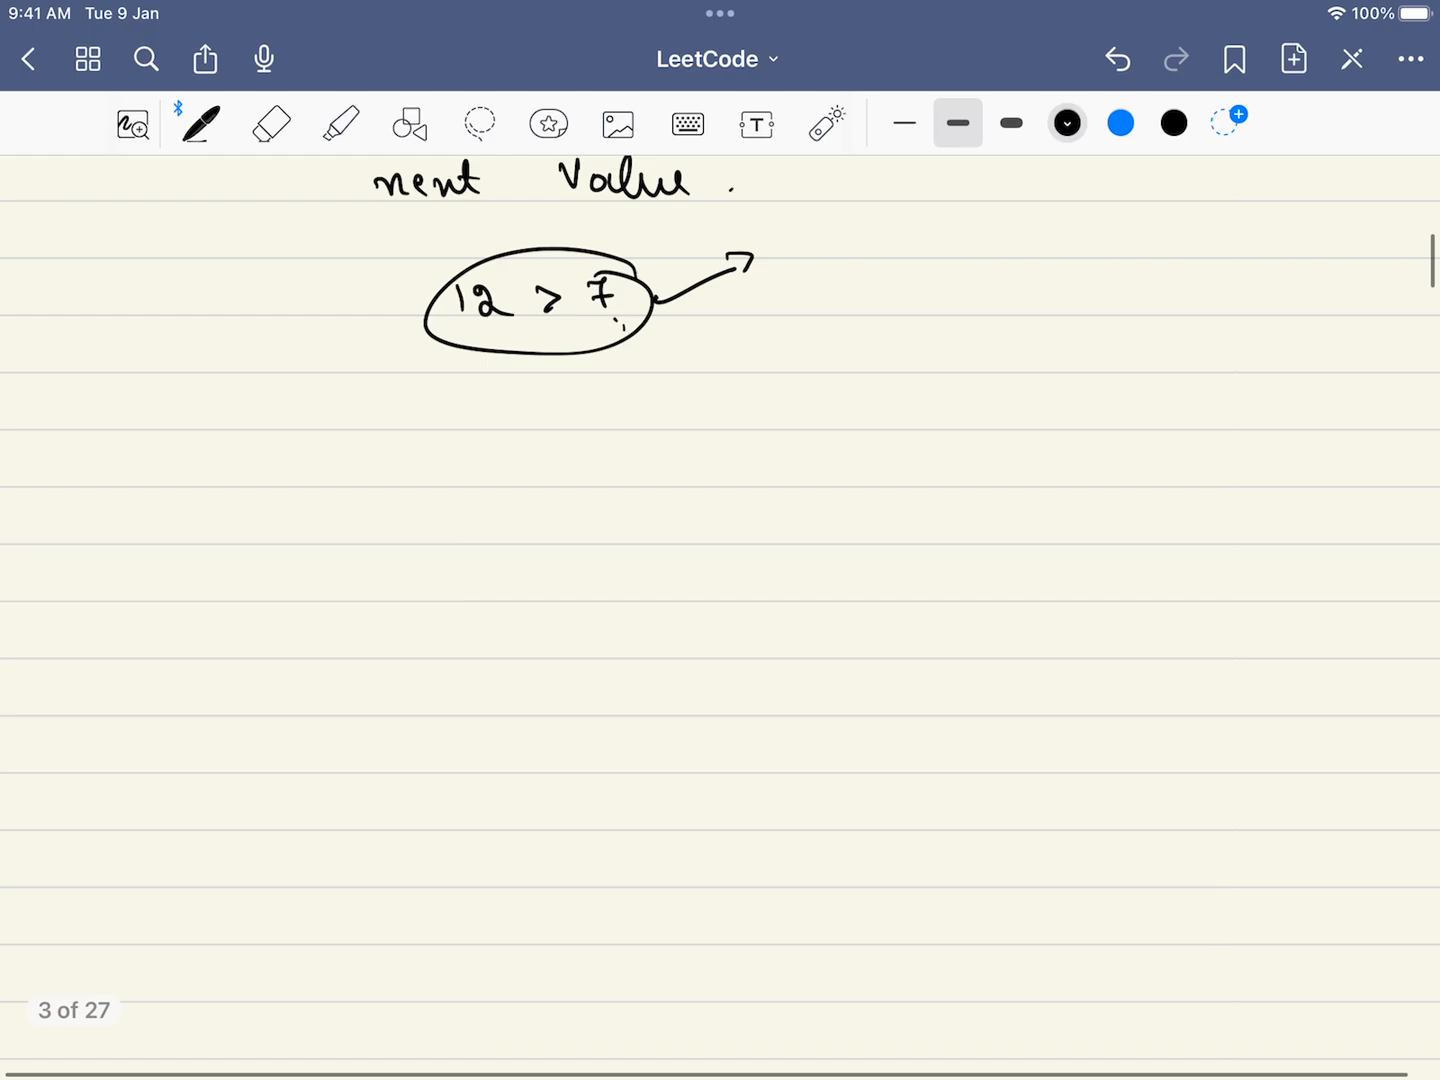 9:41 AM Tue 9 Jan 100%
LeetCode
T
nent Value .
12 > 7
3 of 27